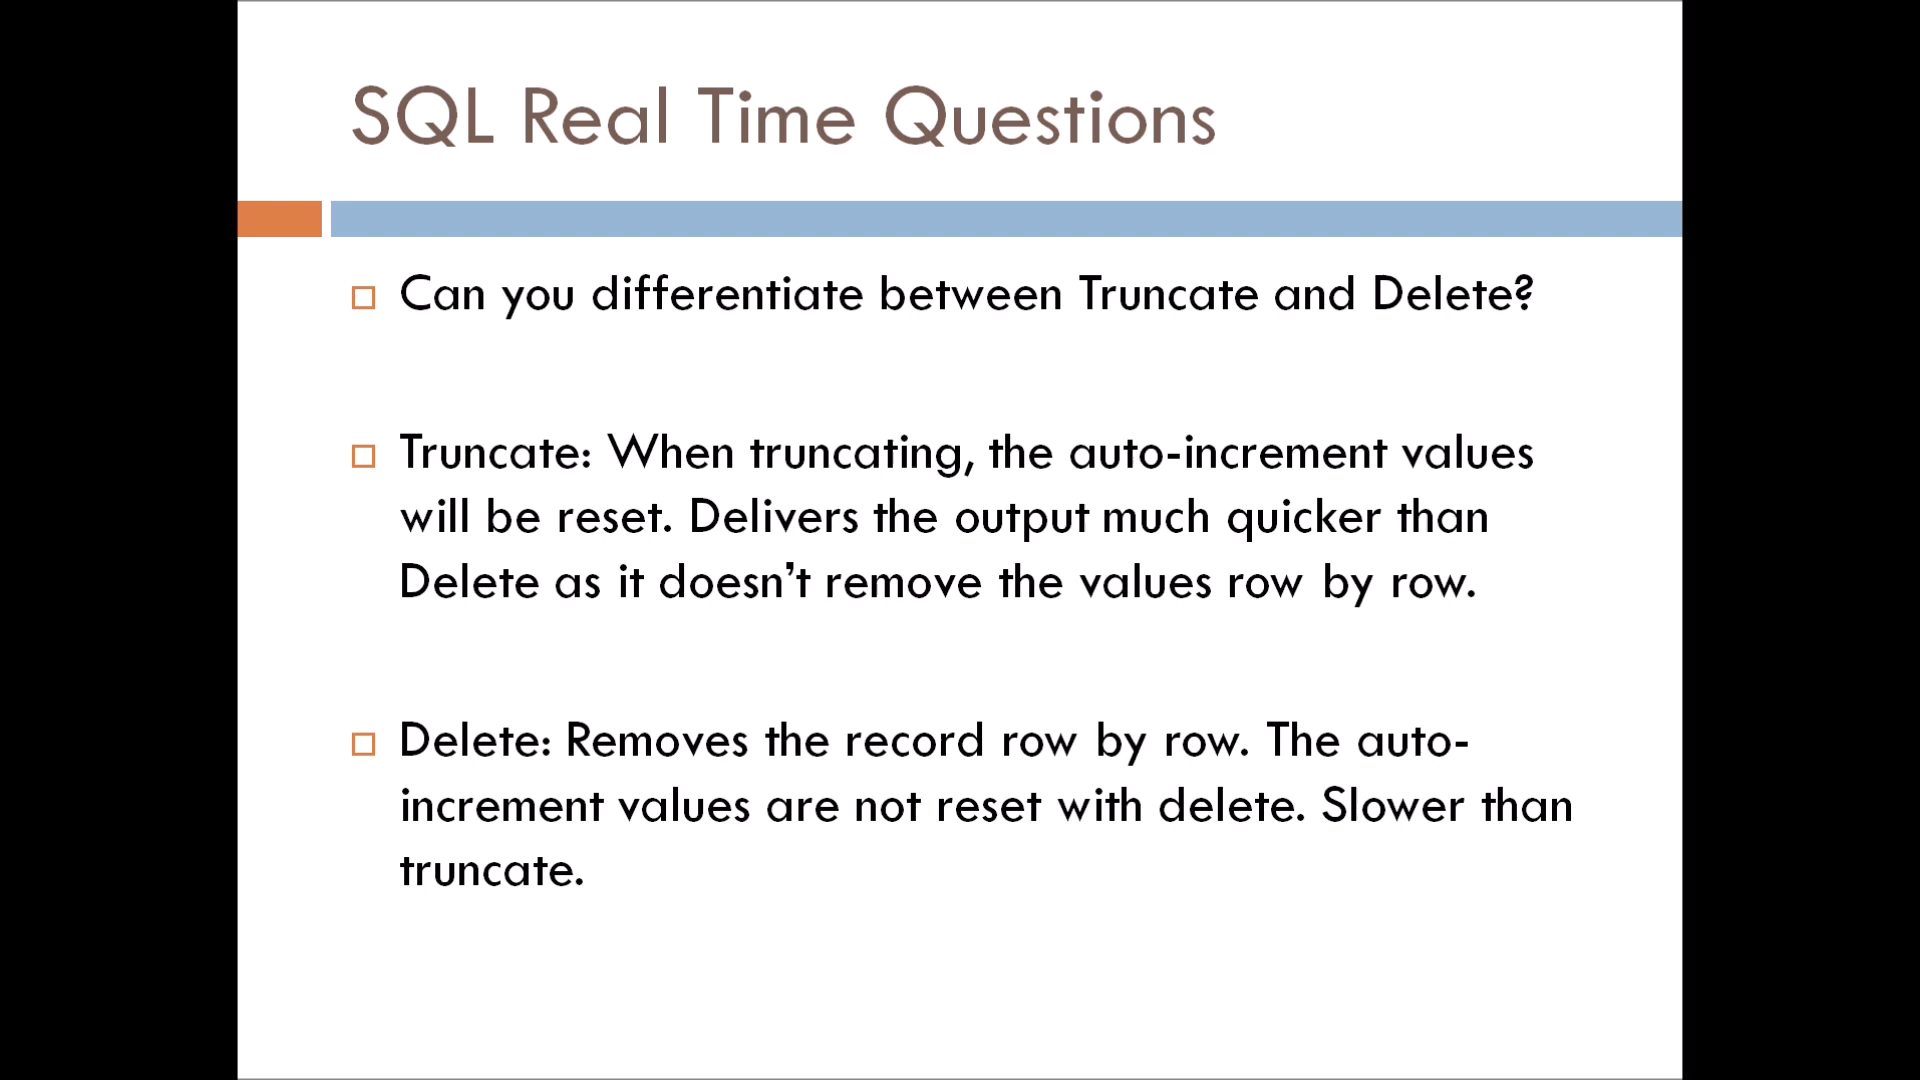 SQL Real Time Questions
Can you differentiate between Truncate and Delete?
Truncate: When truncating, the auto-increment values
will be reset. Delivers the output much quicker than
Delete as it doesn’t remove the values row by row.
Delete: Removes the record row by row. The auto-
increment values are not reset with delete. Slower than
truncate.